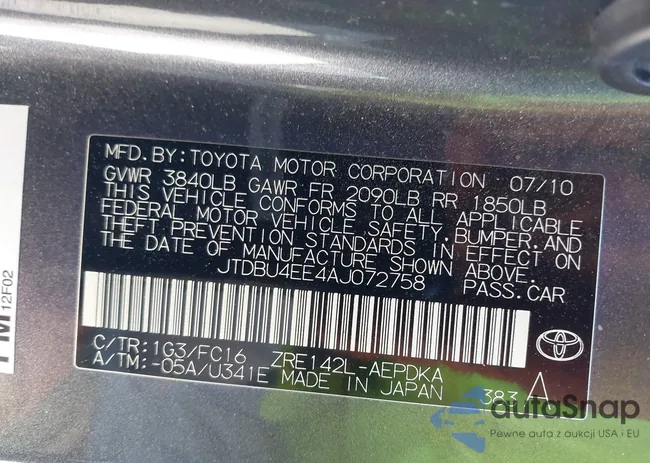 MFD.BY:TOYOTA MOTOR CORPORATION 07/10
GVWR 3840LB GAWR FR 2090LB RR 1850LB
THIS VEHICLE CONFORMS TO ALL APPLICABLE
FEDERAL MOTOR VEHICLE SAFETY,BUMPER,AND
THEFT PREVENTION STANDARDS IN EFFECT ON
THE DATE OF MANUFACTURE SHOWN ABOVE.
JTDBU4EE4AJ072758 PASS.CAR
C/TR:1G3/FC16 ZRE142L-AEPDKA
A/TM:-05A/U341E MADE IN JAPAN 383
12F02
autoSnap
Pewne auta z aukcji USA i EU